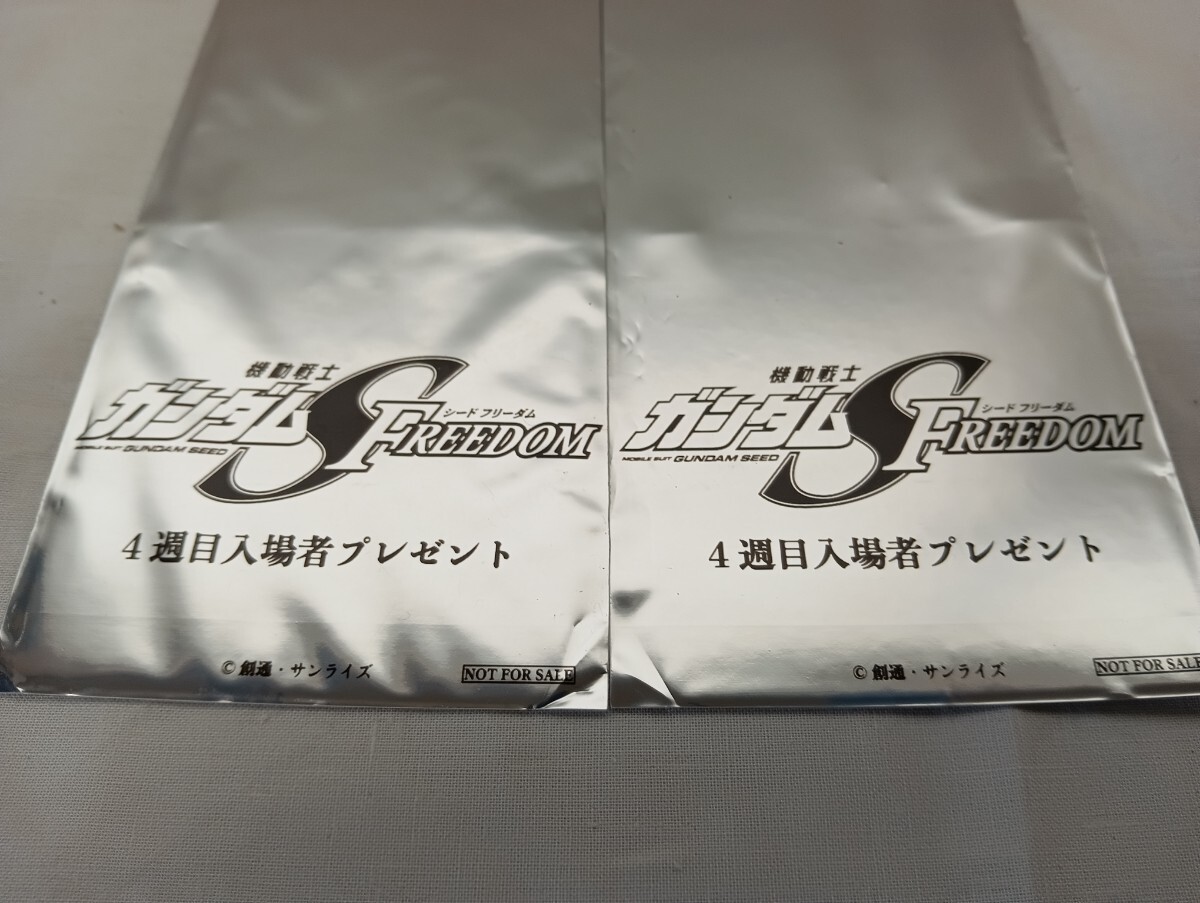 機動戦士
ガンダムSFREEDOM
シード フリーダム
MOBILE SUIT GUNDAM SEED
4週目入場者プレゼント
© 創通・サンライズ
NOT FOR SALE
機動戦士
ガンダムSFREEDOM
シード フリーダム
MOBILE SUIT GUNDAM SEED
4週目入場者プレゼント
© 創通・サンライズ
NOT FOR SALE